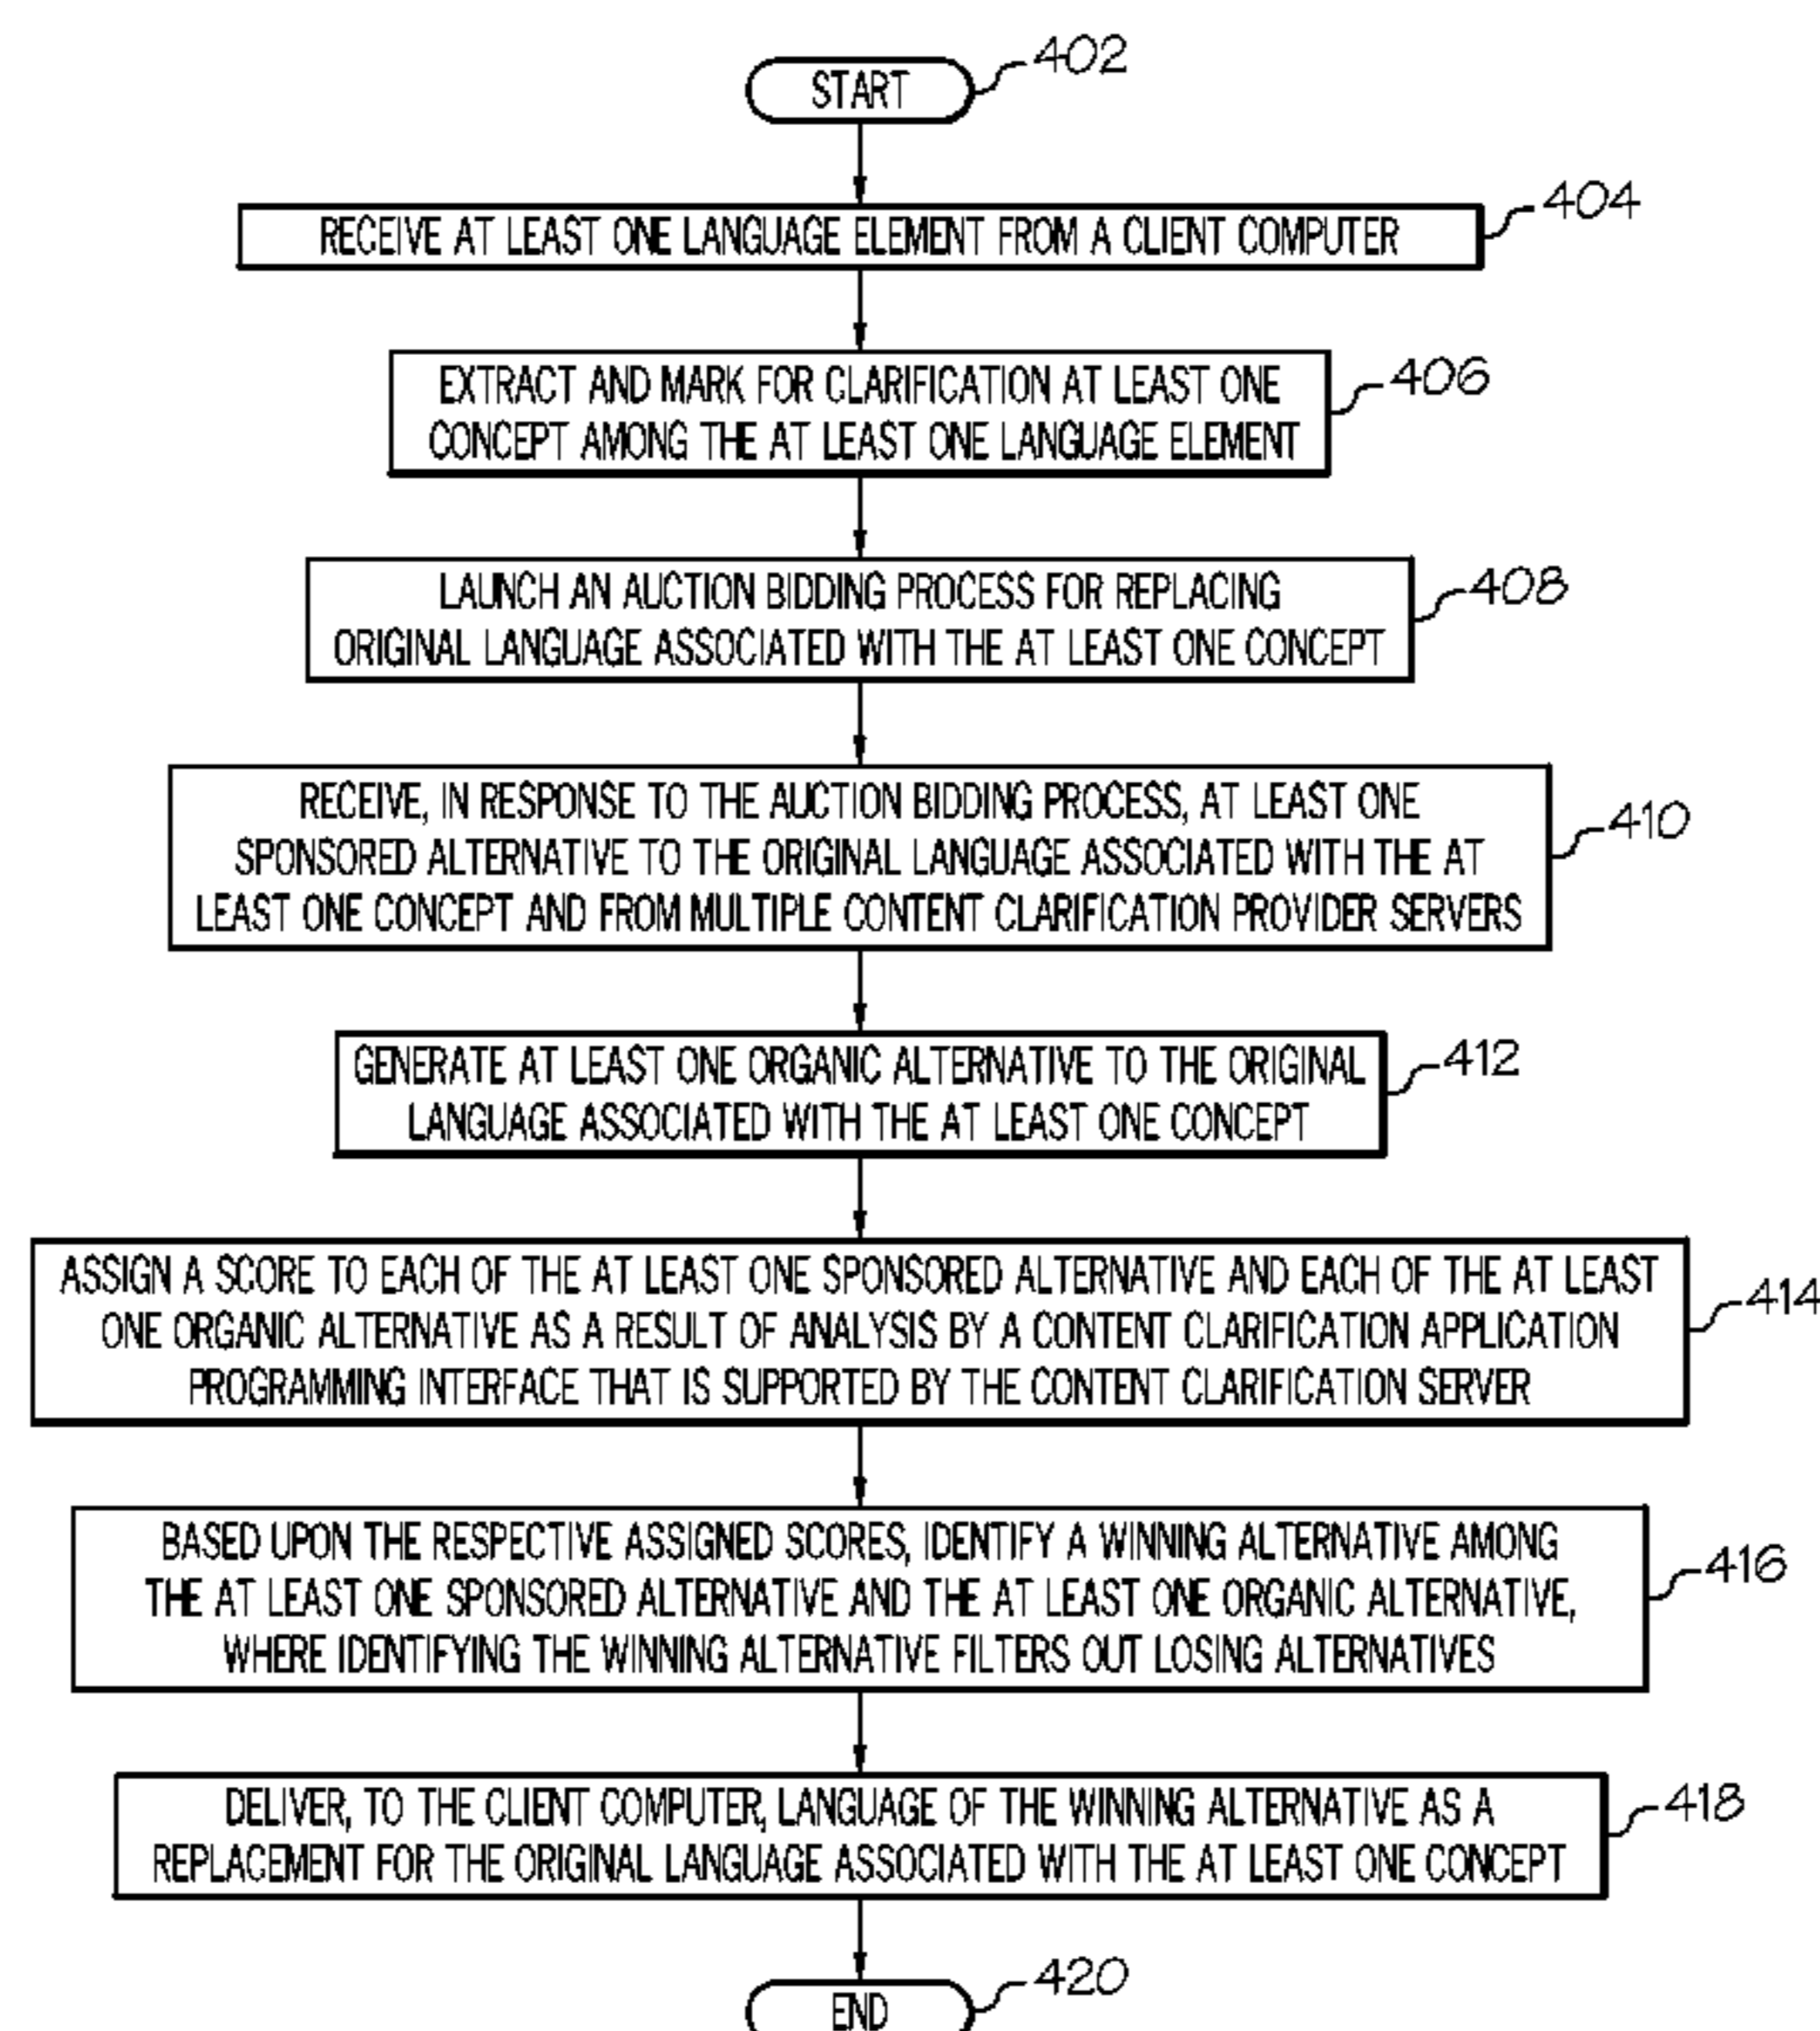 START
402
RECEIVE AT LEAST ONE LANGUAGE ELEMENT FROM A CLIENT COMPUTER
404
EXTRACT AND MARK FOR CLARIFICATION AT LEAST ONE
CONCEPT AMONG THE AT LEAST ONE LANGUAGE ELEMENT
406
LAUNCH AN AUCTION BIDDING PROCESS FOR REPLACING
ORIGINAL LANGUAGE ASSOCIATED WITH THE AT LEAST ONE CONCEPT
408
RECEIVE, IN RESPONSE TO THE AUCTION BIDDING PROCESS, AT LEAST ONE
SPONSORED ALTERNATIVE TO THE ORIGINAL LANGUAGE ASSOCIATED WITH THE AT
LEAST ONE CONCEPT AND FROM MULTIPLE CONTENT CLARIFICATION PROVIDER SERVERS
410
GENERATE AT LEAST ONE ORGANIC ALTERNATIVE TO THE ORIGINAL
LANGUAGE ASSOCIATED WITH THE AT LEAST ONE CONCEPT
412
ASSIGN A SCORE TO EACH OF THE AT LEAST ONE SPONSORED ALTERNATIVE AND EACH OF THE AT LEAST
ONE ORGANIC ALTERNATIVE AS A RESULT OF ANALYSIS BY A CONTENT CLARIFICATION APPLICATION
PROGRAMMING INTERFACE THAT IS SUPPORTED BY THE CONTENT CLARIFICATION SERVER
414
BASED UPON THE RESPECTIVE ASSIGNED SCORES, IDENTIFY A WINNING ALTERNATIVE AMONG
THE AT LEAST ONE SPONSORED ALTERNATIVE AND THE AT LEAST ONE ORGANIC ALTERNATIVE,
WHERE IDENTIFYING THE WINNING ALTERNATIVE FILTERS OUT LOSING ALTERNATIVES
416
DELIVER, TO THE CLIENT COMPUTER, LANGUAGE OF THE WINNING ALTERNATIVE AS A
REPLACEMENT FOR THE ORIGINAL LANGUAGE ASSOCIATED WITH THE AT LEAST ONE CONCEPT
418
END
420